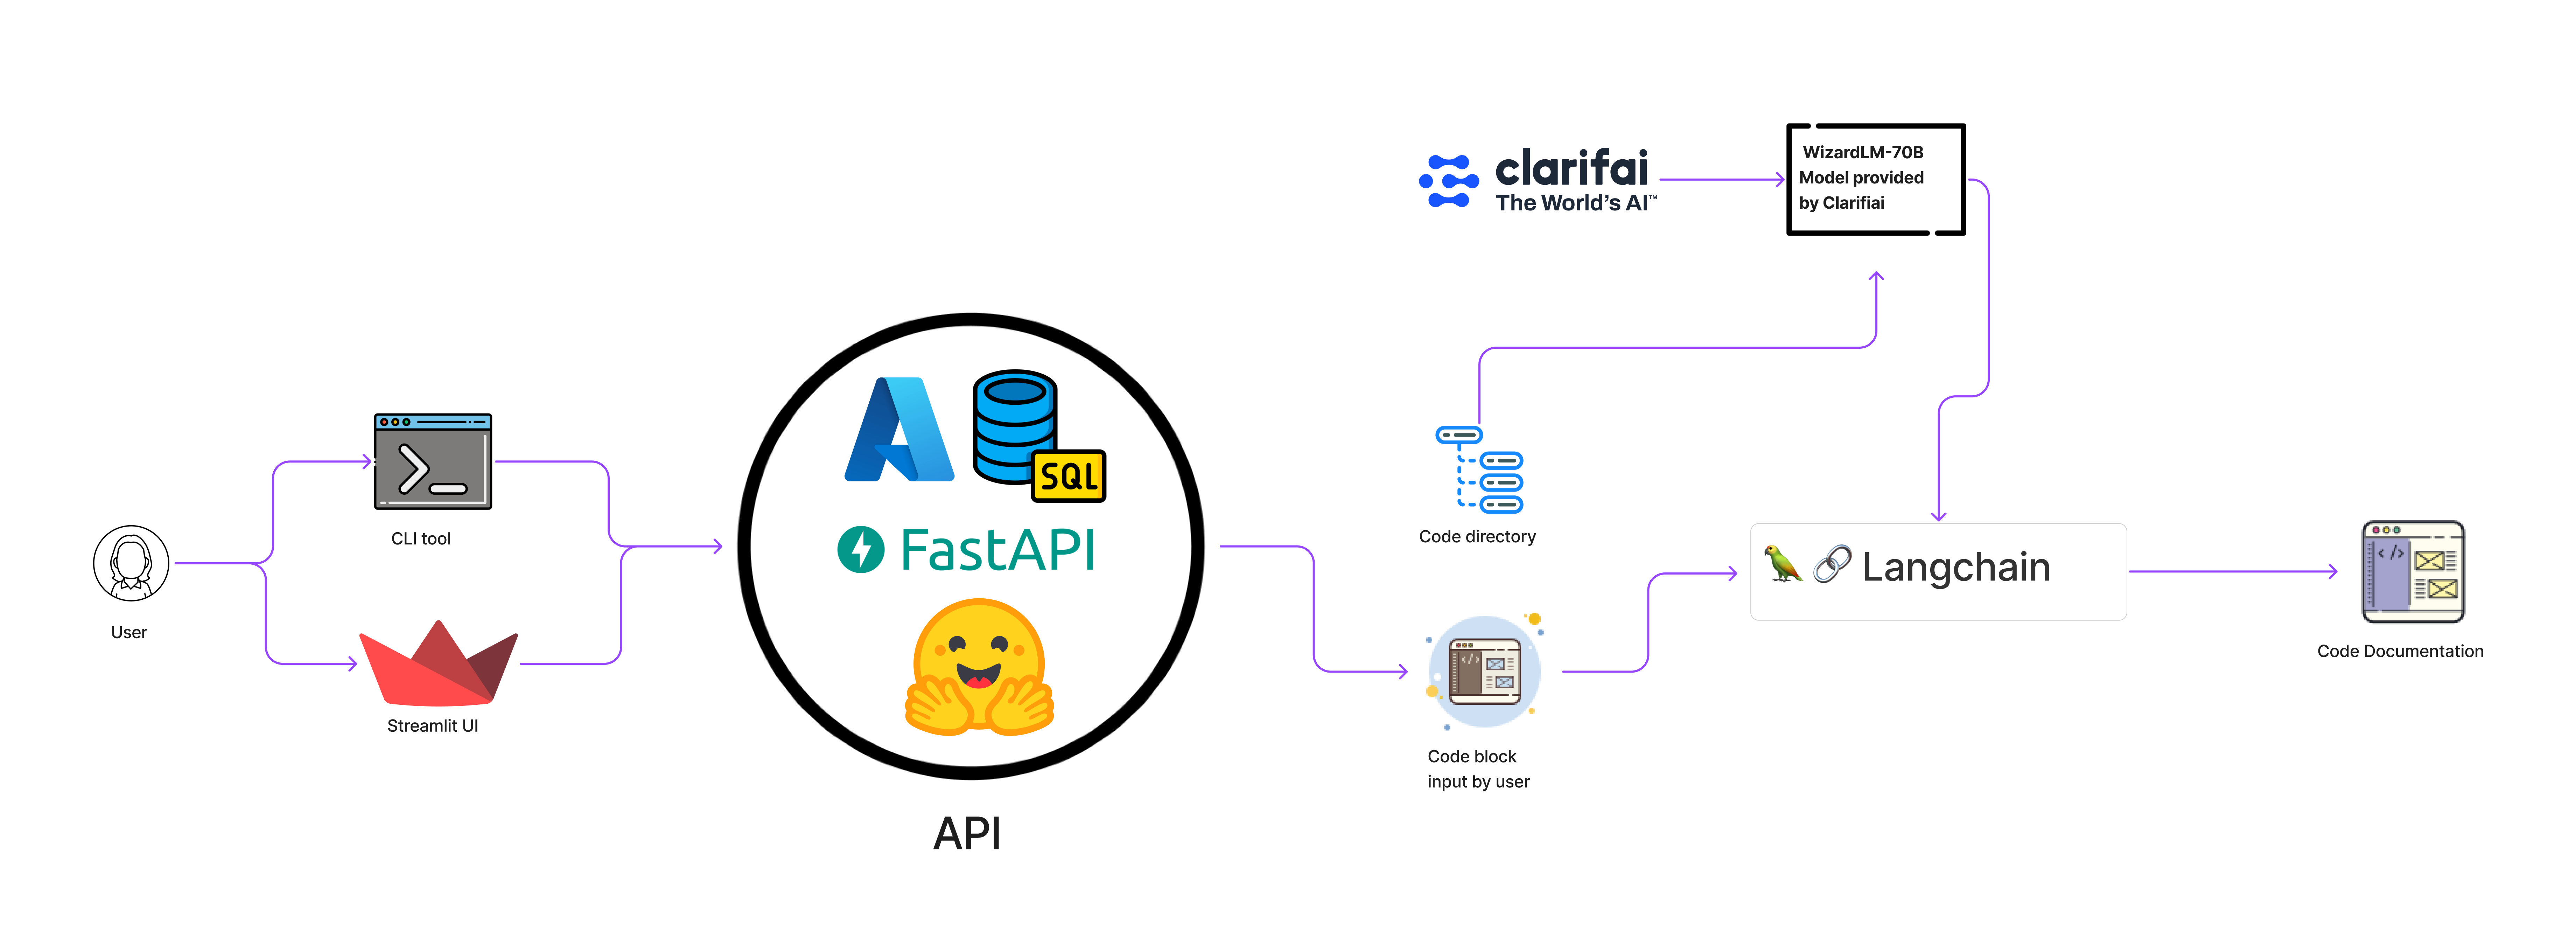 clarifai
The World's AI™
WizardLM-70B
Model provided
by Clarifiai
SQL
FastAPI
CLI tool
Code directory
</>
Langchain
User
Streamlit UI
</>
Code Documentation
Code block
input by user
API